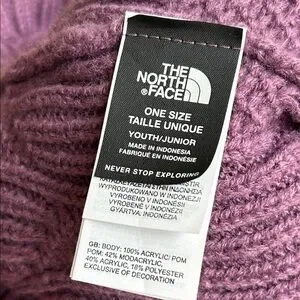 THE
NORTH
FACE
ONE SIZE
TAILLE UNIQUE
YOUTH/JUNIOR
MADE IN INDONESIA
FABRIQUÉ EN INDONÉSIE
NEVER STOP EXPLORING
WYPRODUKOWANO W INDONEZJI
VYROBENO V INDONÉSII
VYROBENÉ V INDONÉZII
GYÁRTVA: INDONÉZIA
GB: BODY: 100% ACRYLIC/ POM
POM: 42% MODACRYLIC,
40% ACRYLIC, 18% POLYESTER
EXCLUSIVE OF DECORATION